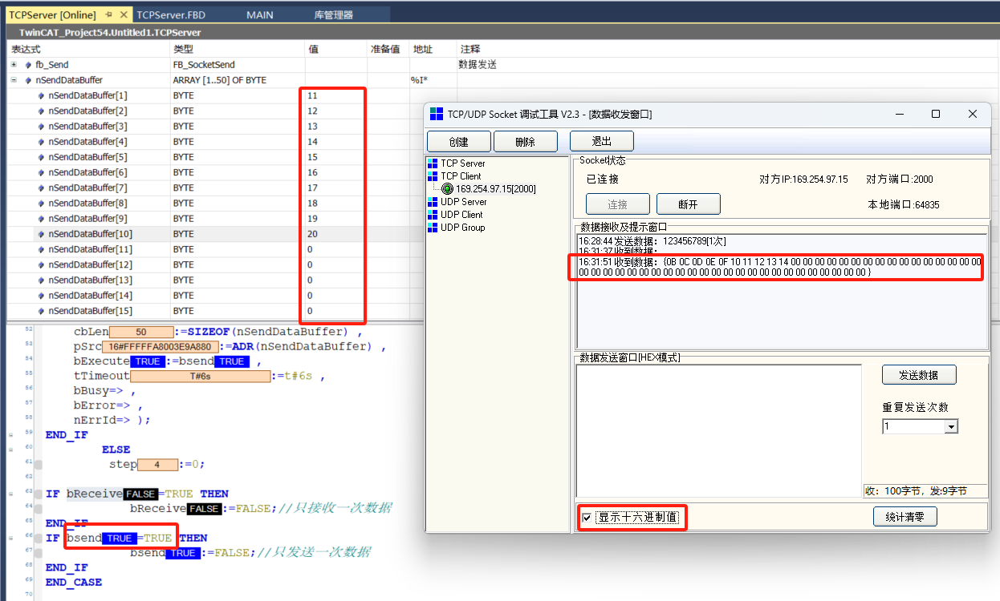 TCPServer [Online]
TCPServer.FBD
MAIN
库管理器
TwinCAT_Project54.Untitled1.TCPServer
表达式 类型 值 准备值 地址 注释
fb_Send FB_SocketSend 数据发送
nSendDataBuffer ARRAY [1..50] OF BYTE %I*
nSendDataBuffer[1] BYTE 11
nSendDataBuffer[2] BYTE 12
nSendDataBuffer[3] BYTE 13
nSendDataBuffer[4] BYTE 14
nSendDataBuffer[5] BYTE 15
nSendDataBuffer[6] BYTE 16
nSendDataBuffer[7] BYTE 17
nSendDataBuffer[8] BYTE 18
nSendDataBuffer[9] BYTE 19
nSendDataBuffer[10] BYTE 20
nSendDataBuffer[11] BYTE 0
nSendDataBuffer[12] BYTE 0
nSendDataBuffer[13] BYTE 0
nSendDataBuffer[14] BYTE 0
nSendDataBuffer[15] BYTE 0
52 cbLen 50 :=SIZEOF(nSendDataBuffer) ,
53 pSrc 16#FFFFFA8003E9A880 :=ADR(nSendDataBuffer) ,
54 bExecute TRUE :=bsend TRUE ,
55 tTimeout T#6s :=t#6s ,
56 bBusy=> ,
57 bError=> ,
58 nErrId=> );
59 END_IF
60 ELSE
61 step 4 :=0;
62
63 IF bReceive FALSE =TRUE THEN
64 bReceive FALSE :=FALSE;//只接收一次数据
65 END_IF
66 IF bsend TRUE =TRUE THEN
67 bsend TRUE :=FALSE;//只发送一次数据
68 END_IF
69 END_CASE
70
TCP/UDP Socket 调试工具 V2.3 - [数据收发窗口]
创建
删除
退出
TCP Server
TCP Client
169.254.97.15[2000]
UDP Server
UDP Client
UDP Group
Socket状态
已连接 对方IP:169.254.97.15 对方端口:2000
连接 断开 本地端口:64835
数据接收及提示窗口
16:28:44 发送数据：123456789[1次]
16:31:37 收到数据：
16:31:51 收到数据：{0B 0C 0D 0E 0F 10 11 12 13 14 00 00 00 00 00 00 00 00 00 00 00 00 00 00 00 00
00 00 00 00 00 00 00 00 00 00 00 00 00 00 00 00 00 00 00 00 00 00 00 00 }
数据发送窗口[HEX模式]
发送数据
重复发送次数
1
收：100字节，发:9字节
显示十六进制值
统计清零